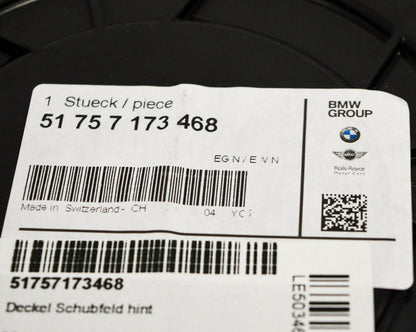 1 Stueck / piece
51 75 7 173 468
EGN/EVN
Made in Switzerland- CH 04
BMW
GROUP
Rolls-Royce
Motor Cars
51757173468
Deckel Schubfeld hint